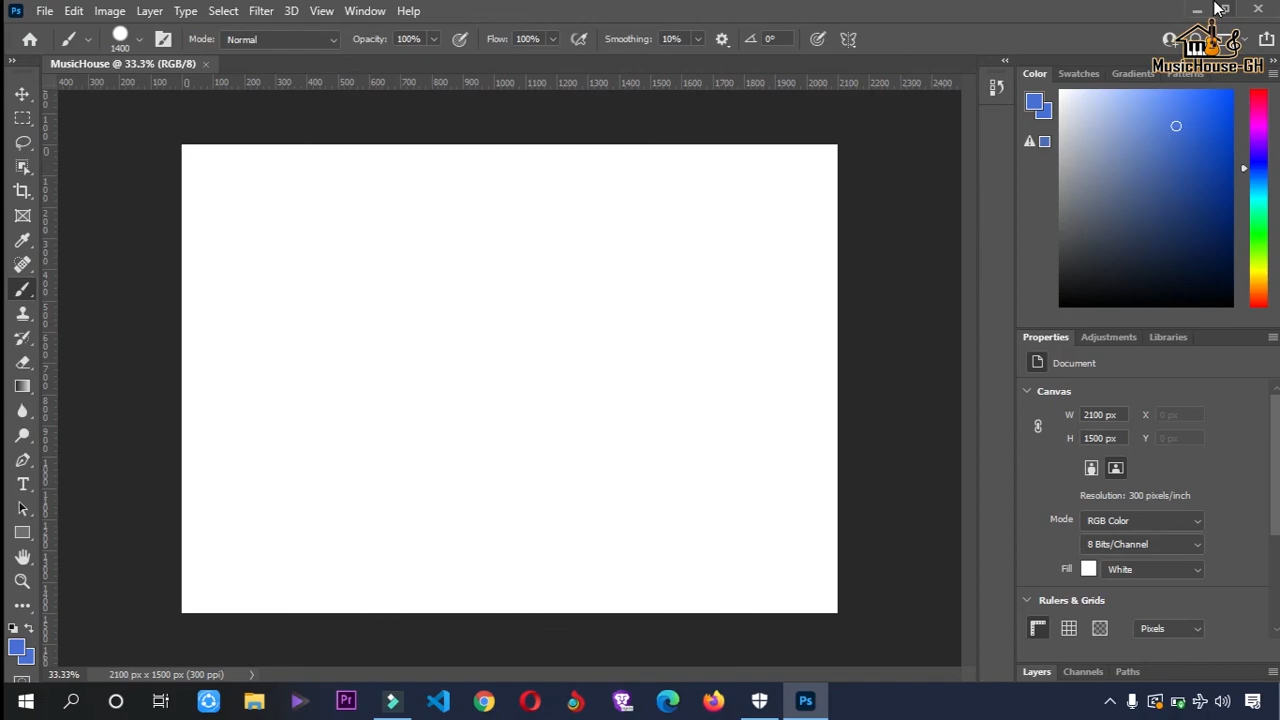 Ps File Edit Image Layer Type Select Filter 3D View Window Help
1400 Mode: Normal Opacity: 100% Flow: 100% Smoothing: 10% 0°
MusicHouse-GH
MusicHouse @ 33.3% (RGB/8)
400 300 200 100 0 100 200 300 400 500 600 700 800 900 1000 1100 1200 1300 1400 1500 1600 1700 1800 1900 2000 2100 2200 2300 2400
Color Swatches Gradients Patterns
Properties Adjustments Libraries
Document
Canvas
W 2100 px X 0 px
H 1500 px Y 0 px
Resolution: 300 pixels/inch
Mode RGB Color
8 Bits/Channel
Fill White
Rulers & Grids
Pixels
Layers Channels Paths
33.33% 2100 px x 1500 px (300 ppi)
Pr Ps